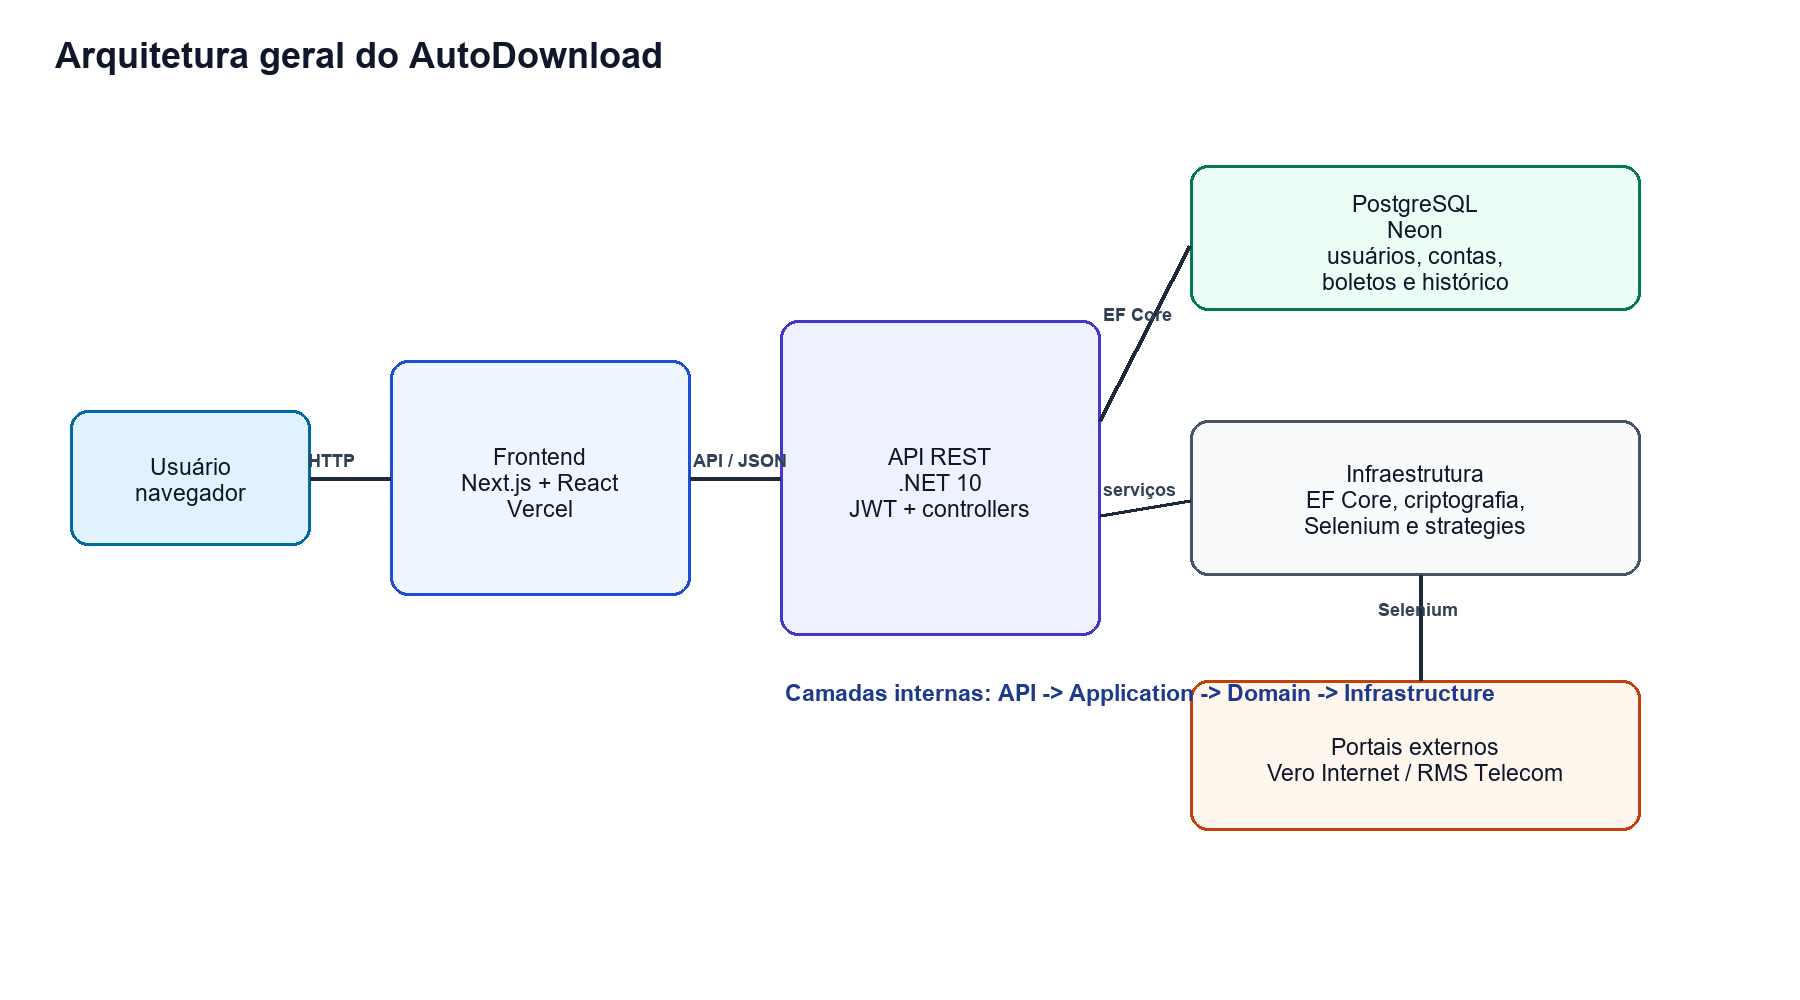 Arquitetura geral do AutoDownload
Usuário
navegador
HTTP
Frontend
Next.js + React
Vercel
API / JSON
API REST
.NET 10
JWT + controllers
EF Core
PostgreSQL
Neon
usuários, contas,
boletos e histórico
serviços
Infraestrutura
EF Core, criptografia,
Selenium e strategies
Selenium
Camadas internas: API -> Application -> Domain -> Infrastructure
Portais externos
Vero Internet / RMS Telecom